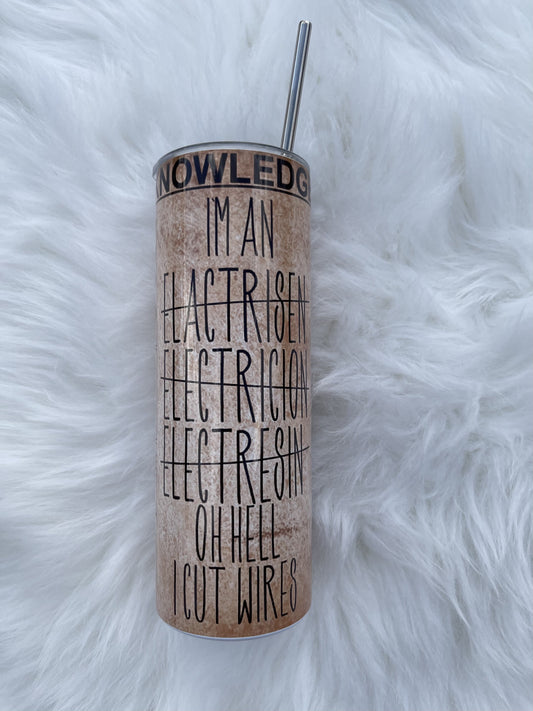 NOWLEDG
IM AN
ELACTRISEN
ELECTRICION
ELECTRESIN
OH HELL
I CUT WIRES